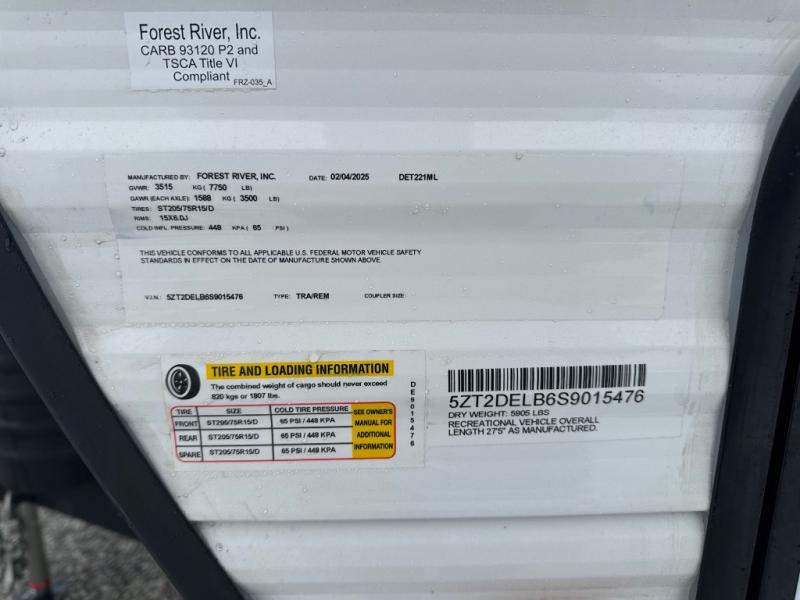 Forest River, Inc.
CARB 93120 P2 and
TSCA Title VI
Compliant FRZ-035_A
MANUFACTURED BY: FOREST RIVER, INC. DATE: 02/04/2025 DET221ML
GVWR: 3515 KG ( 7750 LB)
GAWR (EACH AXLE): 1588 KG ( 3500 LB)
TIRES: ST205/75R15/D
RIMS: 15X6.0J
COLD INFL. PRESSURE: 448 KPA ( 65 PSI )
THIS VEHICLE CONFORMS TO ALL APPLICABLE U.S. FEDERAL MOTOR VEHICLE SAFETY
STANDARDS IN EFFECT ON THE DATE OF MANUFACTURE SHOWN ABOVE.
V.I.N.: 5ZT2DELB6S9015476 TYPE: TRA/REM COUPLER SIZE:
TIRE AND LOADING INFORMATION
The combined weight of cargo should never exceed
820 kgs or 1807 lbs.
TIRE SIZE COLD TIRE PRESSURE SEE OWNER'S MANUAL FOR ADDITIONAL INFORMATION
FRONT ST205/75R15/D 65 PSI / 448 KPA
REAR ST205/75R15/D 65 PSI / 448 KPA
SPARE ST205/75R15/D 65 PSI / 448 KPA
DE9015476
5ZT2DELB6S9015476
DRY WEIGHT: 5905 LBS
RECREATIONAL VEHICLE OVERALL
LENGTH 27'5" AS MANUFACTURED.